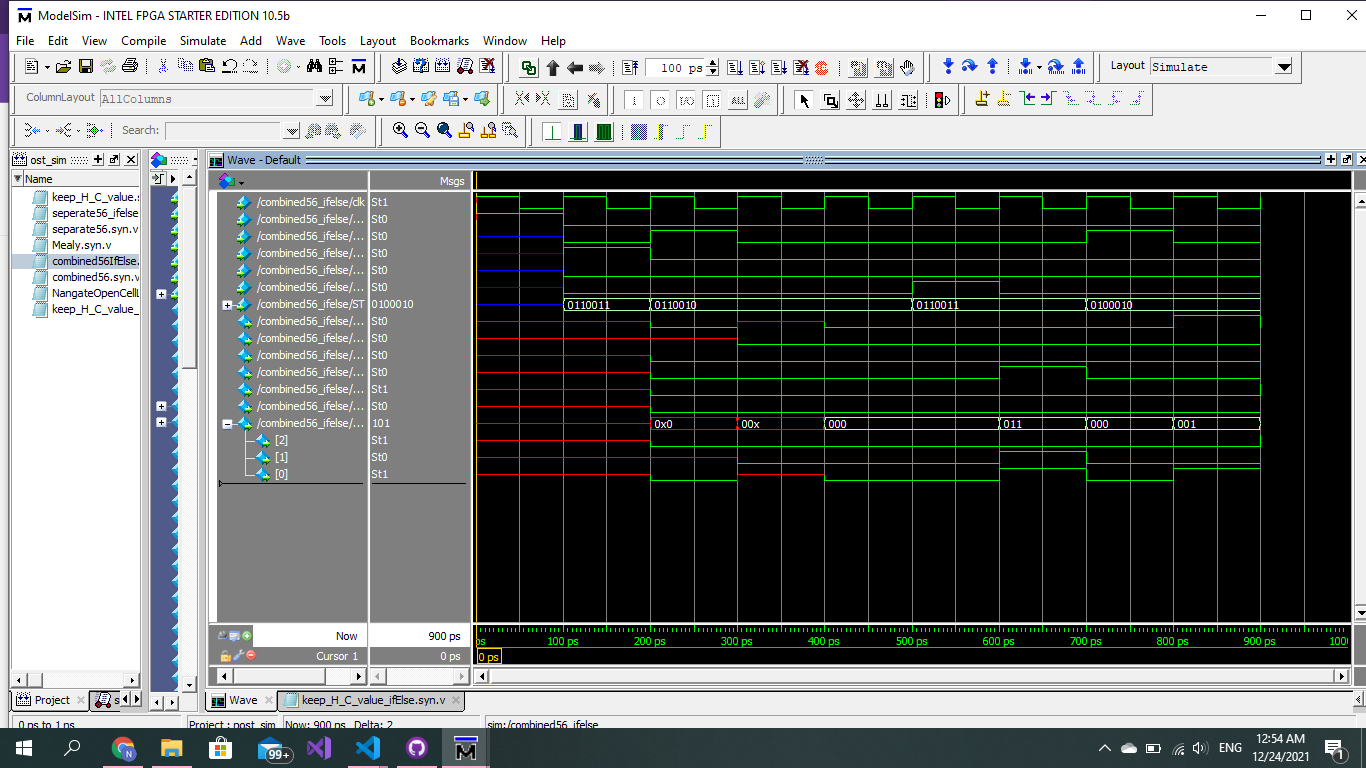 ModelSim - INTEL FPGA STARTER EDITION 10.5b
File Edit View Compile Simulate Add Wave Tools Layout Bookmarks Window Help
100 ps
Layout Simulate
ColumnLayout AllColumns
ALL
Search:
ost_sim
Wave - Default
Name
Msgs
keep_H_C_value.s
seperate56_ifelse
separate56.syn.v
Mealy.syn.v
combined56IfElse.
combined56.syn.v
NangateOpenCellL
keep_H_C_value_
/combined56_ifelse/clk St1
/combined56_ifelse/... St0
/combined56_ifelse/... St0
/combined56_ifelse/... St0
/combined56_ifelse/... St0
/combined56_ifelse/... St0
/combined56_ifelse/ST 0100010 0110011 0110010 0110011 0100010
/combined56_ifelse/... St0
/combined56_ifelse/... St0
/combined56_ifelse/... St0
/combined56_ifelse/... St0
/combined56_ifelse/... St1
/combined56_ifelse/... St0
/combined56_ifelse/... 101 0x0 00x 000 011 000 001
[2] St1
[1] St0
[0] St1
Now 900 ps
ps 100 ps 200 ps 300 ps 400 ps 500 ps 600 ps 700 ps 800 ps 900 ps 1000
Cursor 1 0 ps 0 ps
Project
Wave keep_H_C_value_ifElse.syn.v
0 ps to 1 ns Project : post_sim Now: 900 ps Delta: 2 sim:/combined56_ifelse
N 99+ ENG 12:54 AM
12/24/2021 1